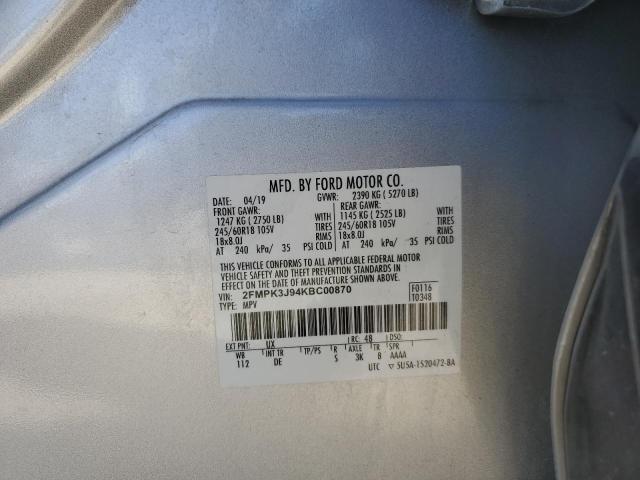 MFD. BY FORD MOTOR CO.
DATE: 04/19 GVWR: 2390 KG ( 5270 LB)
FRONT GAWR: REAR GAWR:
1247 KG ( 2750 LB) WITH 1145 KG ( 2525 LB) WITH
245/60R18 105V TIRES 245/60R18 105V TIRES
18x8.0J RIMS 18x8.0J RIMS
AT 240 kPa/ 35 PSI COLD AT 240 kPa/ 35 PSI COLD
THIS VEHICLE CONFORMS TO ALL APPLICABLE FEDERAL MOTOR
VEHICLE SAFETY AND THEFT PREVENTION STANDARDS IN
EFFECT ON THE DATE OF MANUFACTURE SHOWN ABOVE.
VIN: 2FMPK3J94KBC00870 F0116
TYPE: MPV T0348
EXT PNT: UX RC: 48 DSO:
WB INT TR TP/PS R AXLE TR SPR
112 DE 5 3K 8 AAAA
UTC ▽ 5U5A-1520472-BA